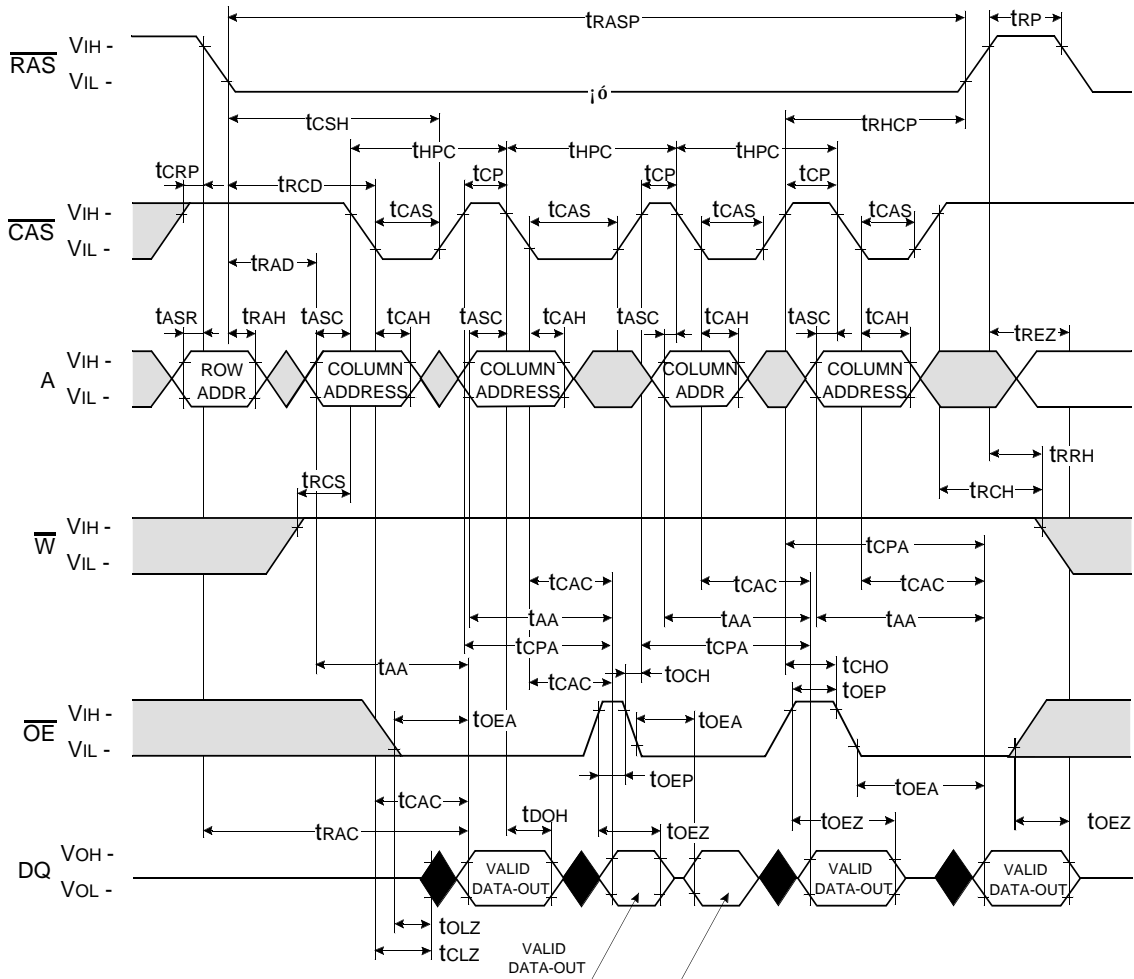 tRASP tRP
RAS VIH -
VIL -
¡ó
tCSH tRHCP
tHPC tHPC tHPC
tCRP tRCD tCP tCP tCP
CAS VIH -
VIL -
tCAS tCAS tCAS tCAS
tRAD
tASR tRAH tASC tCAH tASC tCAH tASC tCAH tASC tCAH tREZ
A VIH -
VIL -
ROW ADDR
COLUMN ADDRESS
COLUMN ADDRESS
COLUMN ADDR
COLUMN ADDRESS
tRRH
tRCS tRCH
W VIH -
VIL -
tCPA
tCAC tCAC tCAC
tAA tAA tAA
tCPA tCPA
tAA tCHO
tCAC tOCH tOEP
OE VIH -
VIL -
tOEA tOEA
tOEP tOEA
tCAC tDOH tOEZ tOEZ tOEZ
tRAC
DQ VOH -
VOL -
VALID DATA-OUT
VALID DATA-OUT
VALID DATA-OUT
tOLZ
tCLZ
VALID
DATA-OUT